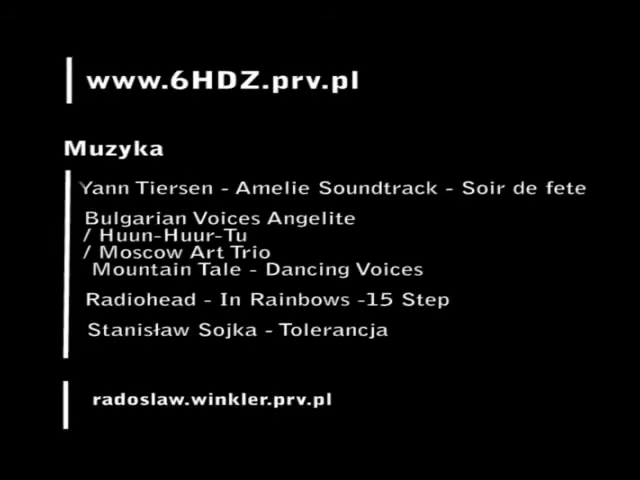 www.6HDZ.prv.pl
Muzyka
Yann Tiersen - Amelie Soundtrack - Soir de fete
Bulgarian Voices Angelite
/ Huun-Huur-Tu
/ Moscow Art Trio
Mountain Tale - Dancing Voices
Radiohead - In Rainbows -15 Step
Stanisław Sojka - Tolerancja
radoslaw.winkler.prv.pl